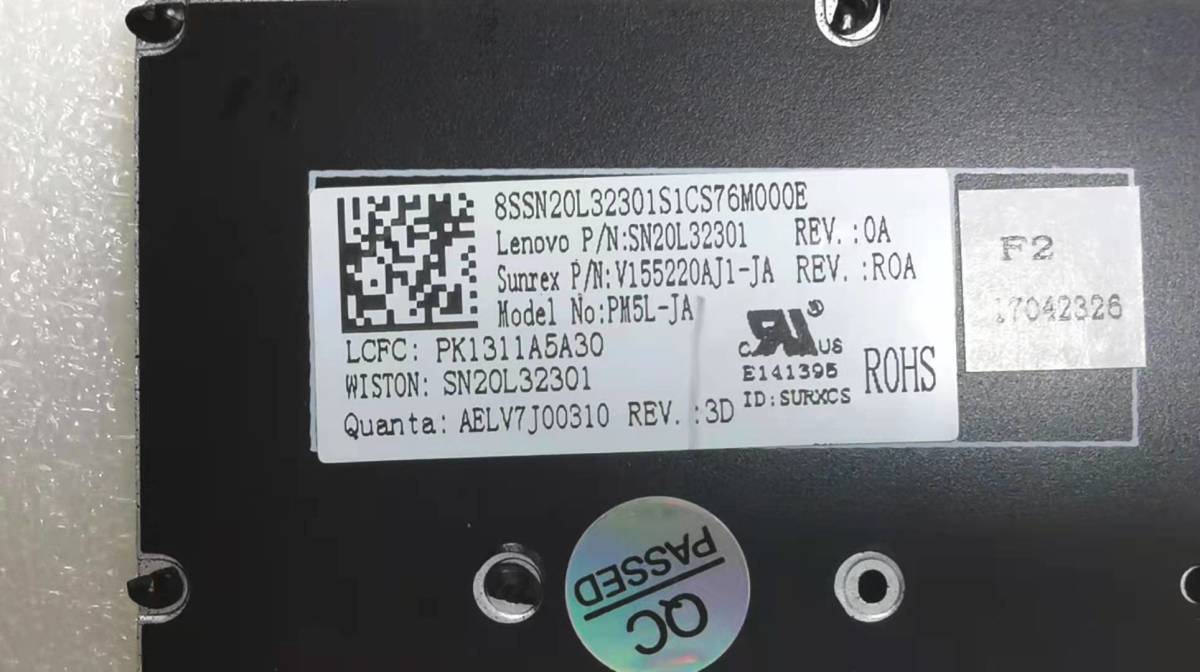 8SSN20L32301S1CS76M000E
Lenovo P/N:SN20L32301 REV.:0A
Sunrex P/N:V155220AJ1-JA REV.:R0A
Model No:PM5L-JA
LCFC: PK1311A5A30
WISTON: SN20L32301
Quanta: AELV7J00310 REV.:3D
C US
E141395
ID:SURXCS
ROHS
F2
17042326
QC
PASSED